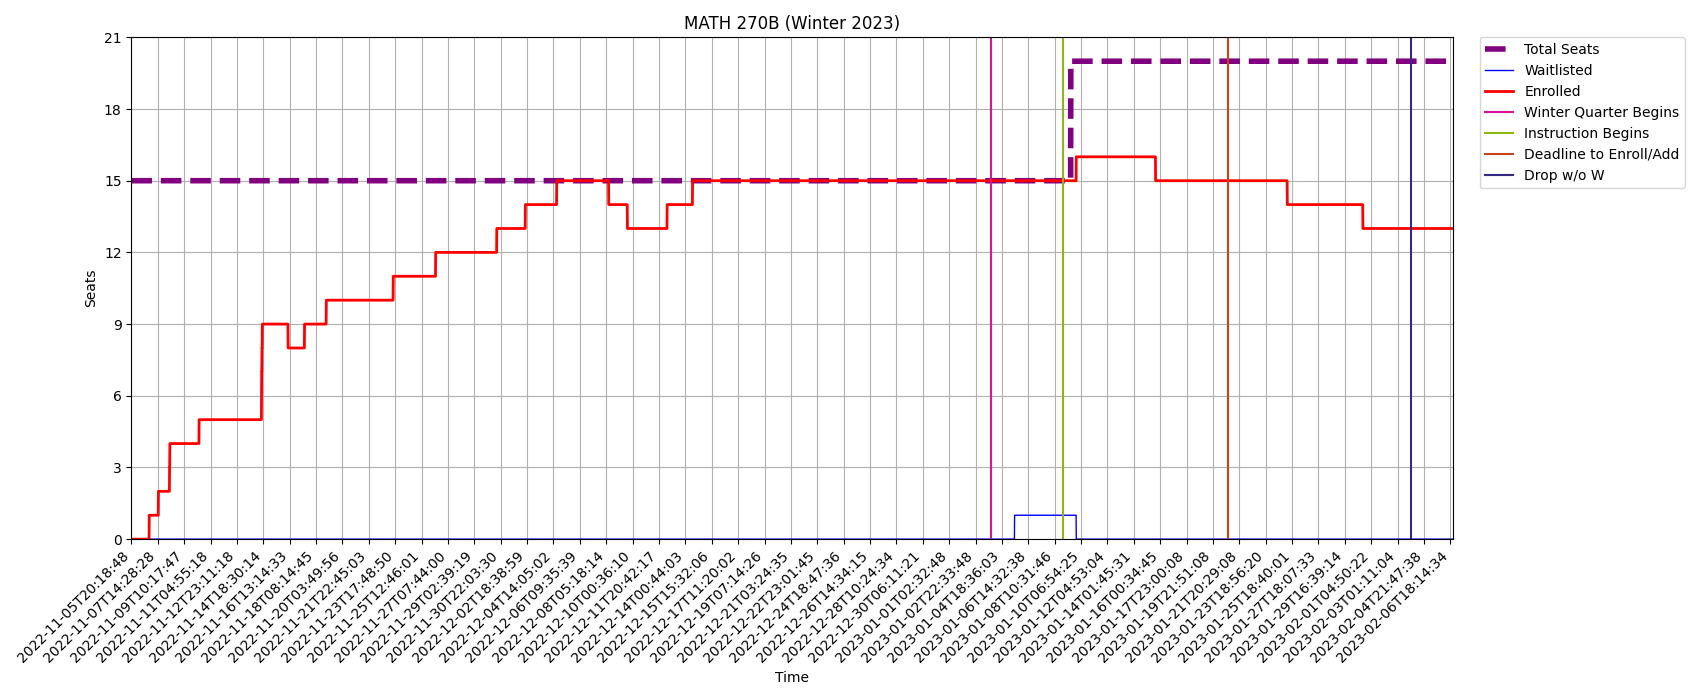 MATH 270B (Winter 2023)
21
18
15
12
9
6
3
0
Seats
2022-11-05T20:18:48
2022-11-07T14:28:28
2022-11-09T10:17:47
2022-11-11T04:55:18
2022-11-12T23:11:18
2022-11-14T18:30:14
2022-11-16T13:14:33
2022-11-18T08:14:45
2022-11-20T03:49:56
2022-11-21T22:45:03
2022-11-23T17:48:50
2022-11-25T12:46:01
2022-11-27T07:44:00
2022-11-29T02:39:19
2022-11-30T22:03:30
2022-12-02T18:38:59
2022-12-04T14:05:02
2022-12-06T09:35:39
2022-12-08T05:18:14
2022-12-10T00:36:10
2022-12-11T20:42:17
2022-12-14T00:44:03
2022-12-15T15:32:06
2022-12-17T11:20:02
2022-12-19T07:14:26
2022-12-21T03:24:35
2022-12-22T23:01:45
2022-12-24T18:47:36
2022-12-26T14:34:15
2022-12-28T10:24:34
2022-12-30T06:11:21
2023-01-01T02:32:48
2023-01-02T22:33:48
2023-01-04T18:36:03
2023-01-06T14:32:38
2023-01-08T10:31:46
2023-01-10T06:54:25
2023-01-12T04:53:04
2023-01-14T01:45:31
2023-01-16T00:34:45
2023-01-17T23:00:08
2023-01-19T21:51:08
2023-01-21T20:29:08
2023-01-23T18:56:20
2023-01-25T18:40:01
2023-01-27T18:07:33
2023-01-29T16:39:14
2023-02-01T04:50:22
2023-02-03T01:11:04
2023-02-04T21:47:38
2023-02-06T18:14:34
Time
Total Seats
Waitlisted
Enrolled
Winter Quarter Begins
Instruction Begins
Deadline to Enroll/Add
Drop w/o W